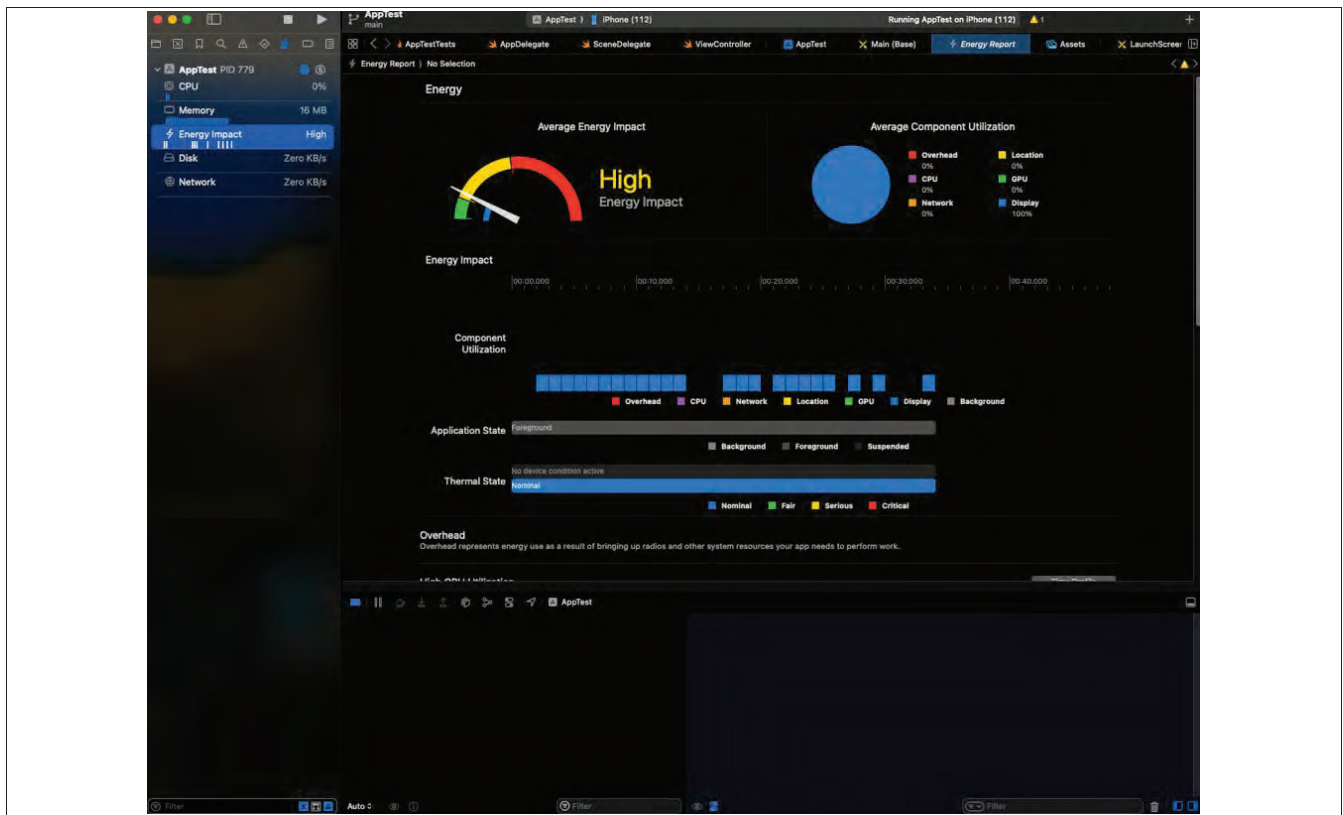 AppTest
main
AppTest ⟩ iPhone (112)
Running AppTest on iPhone (112)
1
AppTestTests
AppDelegate
SceneDelegate
ViewController
AppTest
Main (Base)
Energy Report
Assets
LaunchScreen
Energy Report ⟩ No Selection
AppTest PID 779
CPU 0%
Memory 16 MB
Energy Impact High
Disk Zero KB/s
Network Zero KB/s
Energy
Average Energy Impact
High
Energy Impact
Average Component Utilization
Overhead
0%
CPU
0%
Network
0%
Location
0%
GPU
0%
Display
100%
Energy Impact
00:00.000 00:10.000 00:20.000 00:30.000 00:40.000
Component
Utilization
Overhead CPU Network Location GPU Display Background
Application State Foreground
Background Foreground Suspended
No device condition active
Thermal State Nominal
Nominal Fair Serious Critical
Overhead
Overhead represents energy use as a result of bringing up radios and other system resources your app needs to perform work.
AppTest
Filter
Auto
Filter
Filter